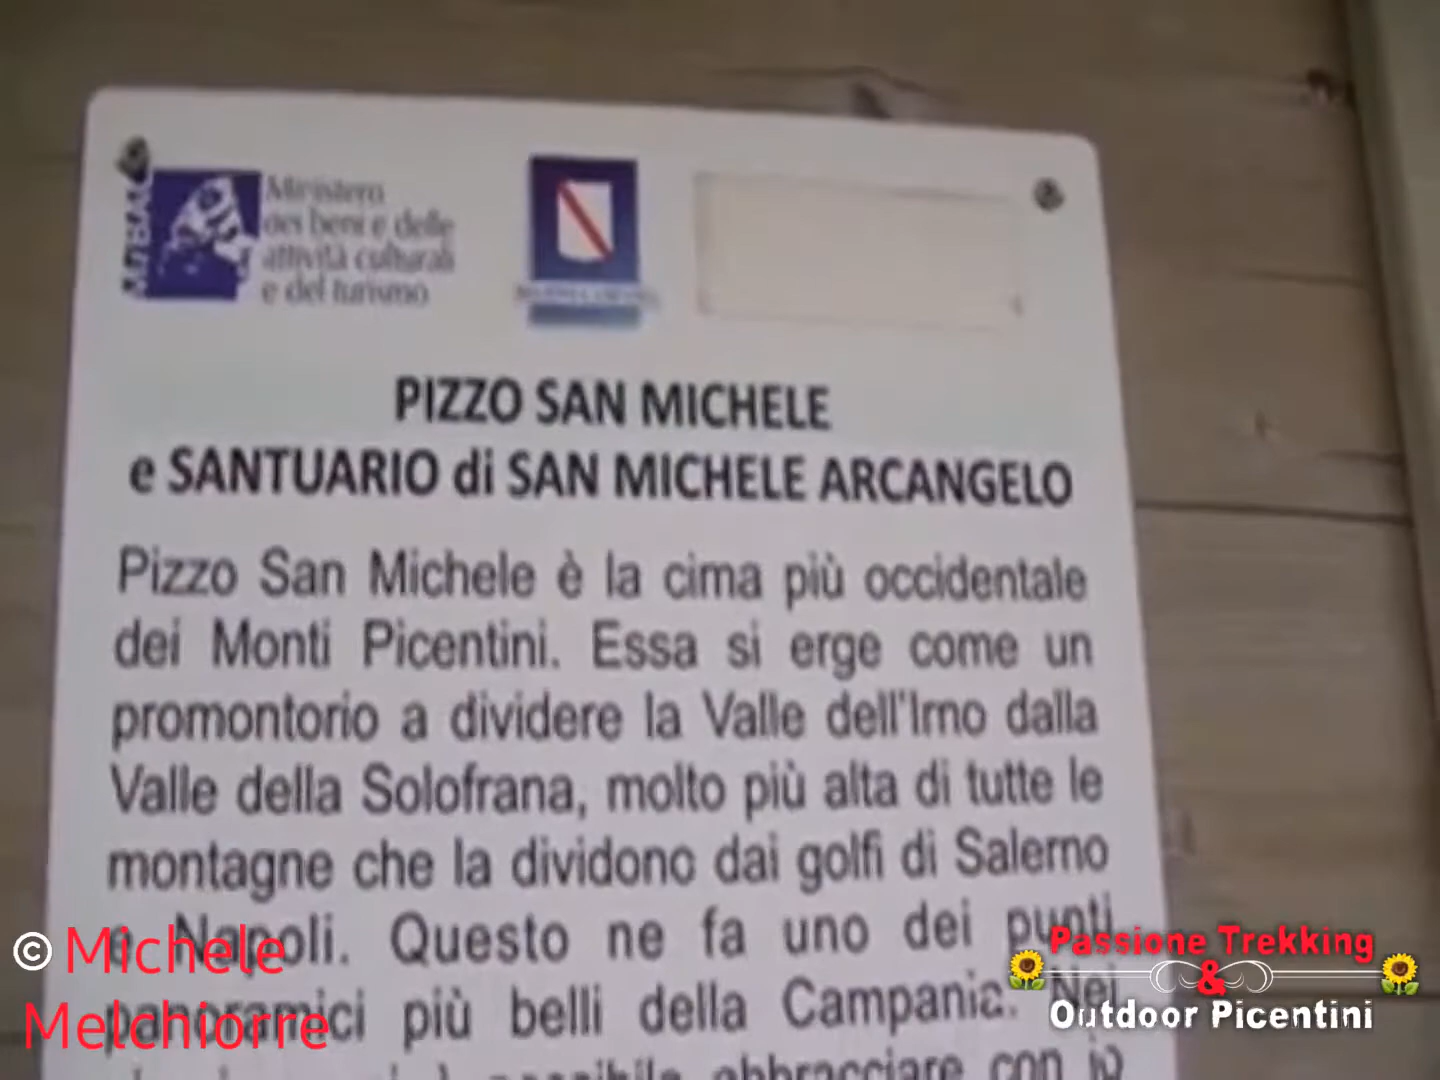 MiBAC
Ministero
dei beni e delle
attività culturali
e del turismo
PIZZO SAN MICHELE
e SANTUARIO di SAN MICHELE ARCANGELO
Pizzo San Michele è la cima più occidentale
dei Monti Picentini. Essa si erge come un
promontorio a dividere la Valle dell'Irno dalla
Valle della Solofrana, molto più alta di tutte le
montagne che la dividono dai golfi di Salerno
e Napoli. Questo ne fa uno dei punti
panoramici più belli della Campania. Nei
è possibile abbracciare con lo
© Michele
Melchiorre
Passione Trekking
&
Outdoor Picentini